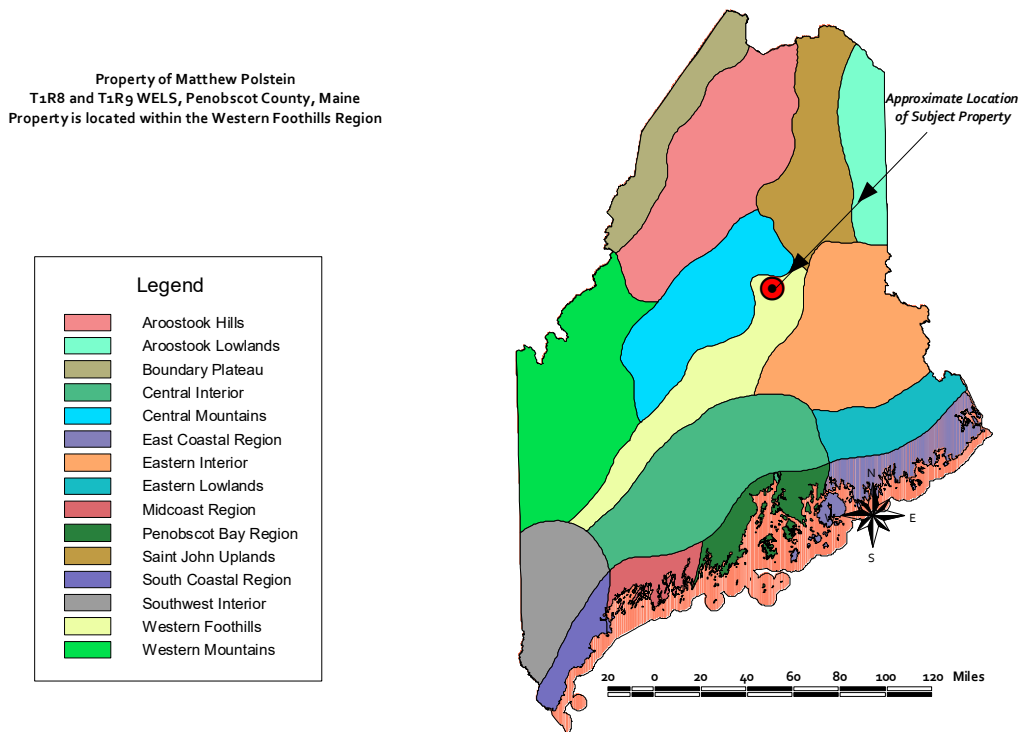 Property of Matthew Polstein
T1R8 and T1R9 WELS, Penobscot County, Maine
Property is located within the Western Foothills Region
Approximate Location
of Subject Property
Legend
Aroostook Hills
Aroostook Lowlands
Boundary Plateau
Central Interior
Central Mountains
East Coastal Region
Eastern Interior
Eastern Lowlands
Midcoast Region
Penobscot Bay Region
Saint John Uplands
South Coastal Region
Southwest Interior
Western Foothills
Western Mountains
N
E
S
20 0 20 40 60 80 100 120 Miles